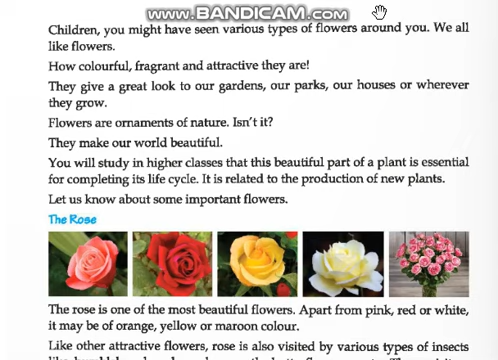 www.BANDICAM.com
Children, you might have seen various types of flowers around you. We all
like flowers.
How colourful, fragrant and attractive they are!
They give a great look to our gardens, our parks, our houses or wherever
they grow.
Flowers are ornaments of nature. Isn't it?
They make our world beautiful.
You will study in higher classes that this beautiful part of a plant is essential
for completing its life cycle. It is related to the production of new plants.
Let us know about some important flowers.
The Rose
The rose is one of the most beautiful flowers. Apart from pink, red or white,
it may be of orange, yellow or maroon colour.
Like other attractive flowers, rose is also visited by various types of insects